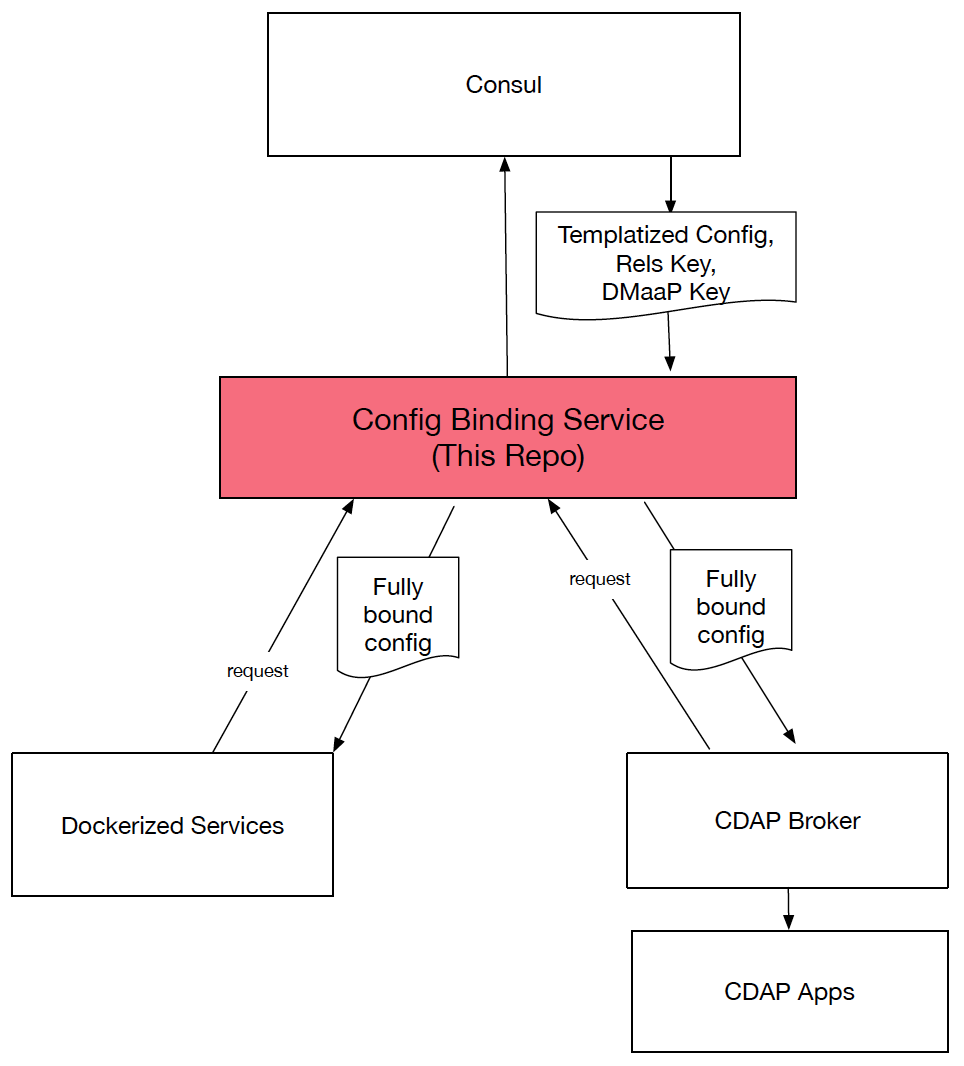 Consul
Templatized Config,
Rels Key,
DMaaP Key
Config Binding Service
(This Repo)
request
Fully
bound
config
request
Fully
bound
config
Dockerized Services
CDAP Broker
CDAP Apps